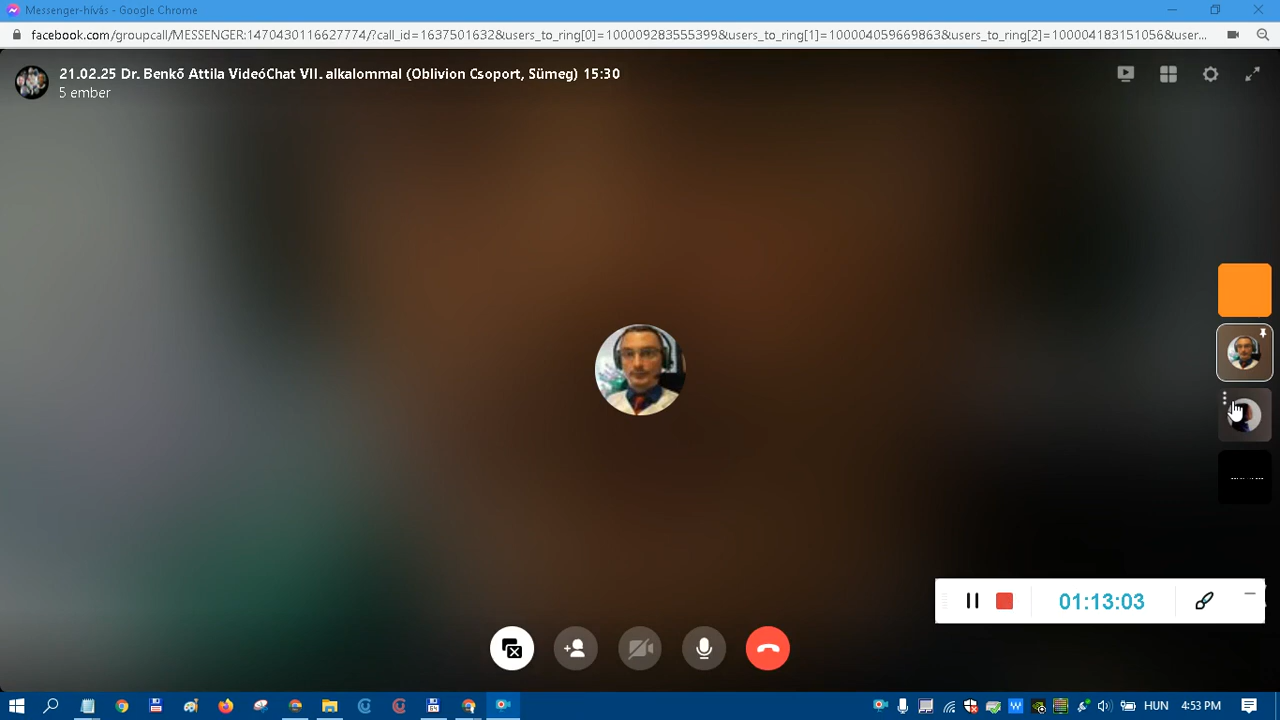 Messenger-hívás - Google Chrome
facebook.com/groupcall/MESSENGER:1470430116627774/?call_id=1637501632&users_to_ring[0]=100009283555399&users_to_ring[1]=100004059669863&users_to_ring[2]=100004183151056&user...
21.02.25 Dr. Benkő Attila VideóChat VII. alkalommal (Oblivion Csoport, Sümeg) 15:30
5 ember
01:13:03
HUN 4:53 PM